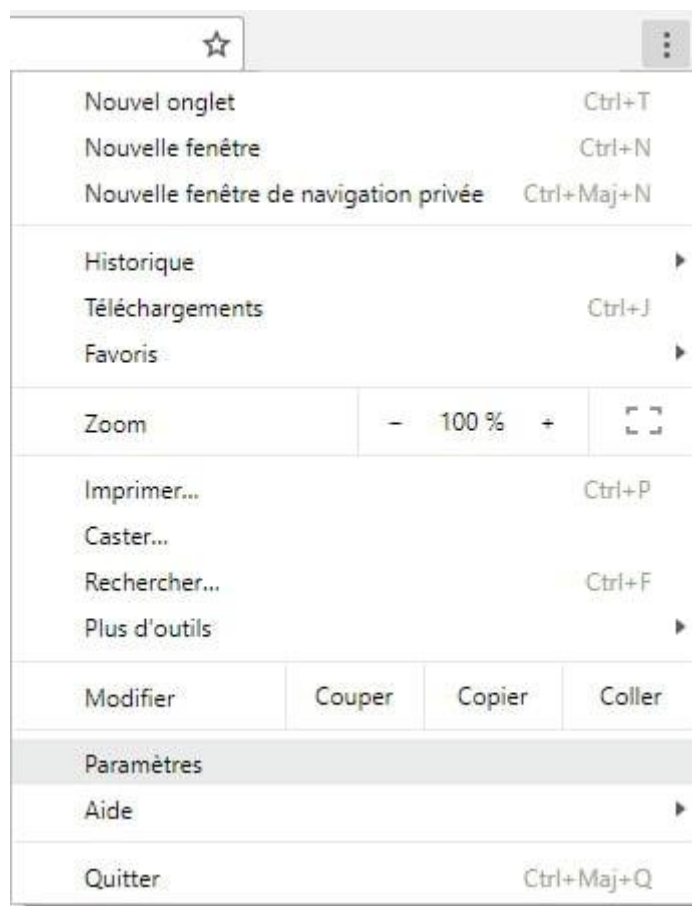 Nouvel onglet Ctrl+T
Nouvelle fenêtre Ctrl+N
Nouvelle fenêtre de navigation privée Ctrl+Maj+N
Historique
Téléchargements Ctrl+J
Favoris
Zoom – 100 % +
Imprimer... Ctrl+P
Caster...
Rechercher... Ctrl+F
Plus d'outils
Modifier Couper Copier Coller
Paramètres
Aide
Quitter Ctrl+Maj+Q